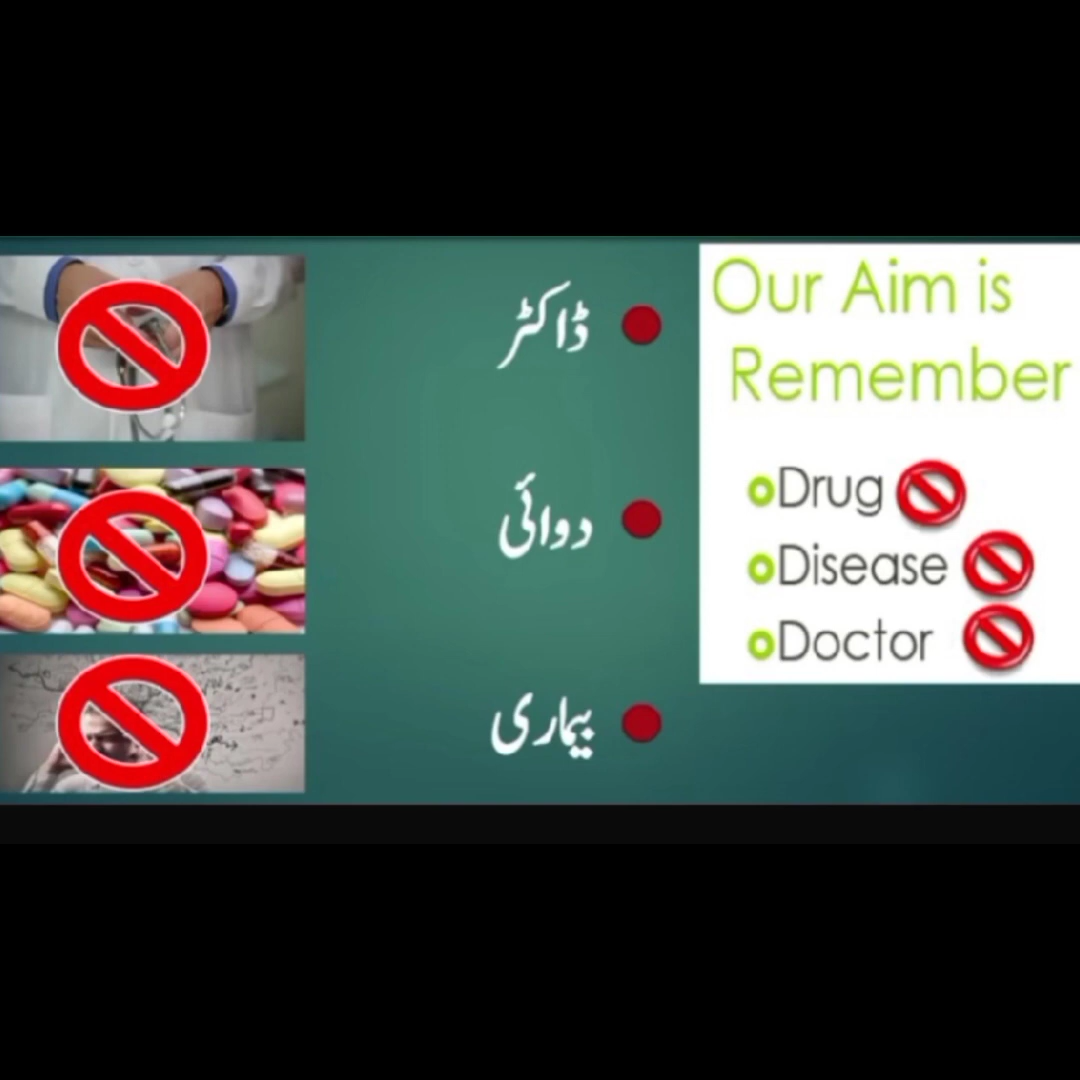 ڈاکٹر
دوائی
بیماری
Our Aim is
Remember
Drug
Disease
Doctor